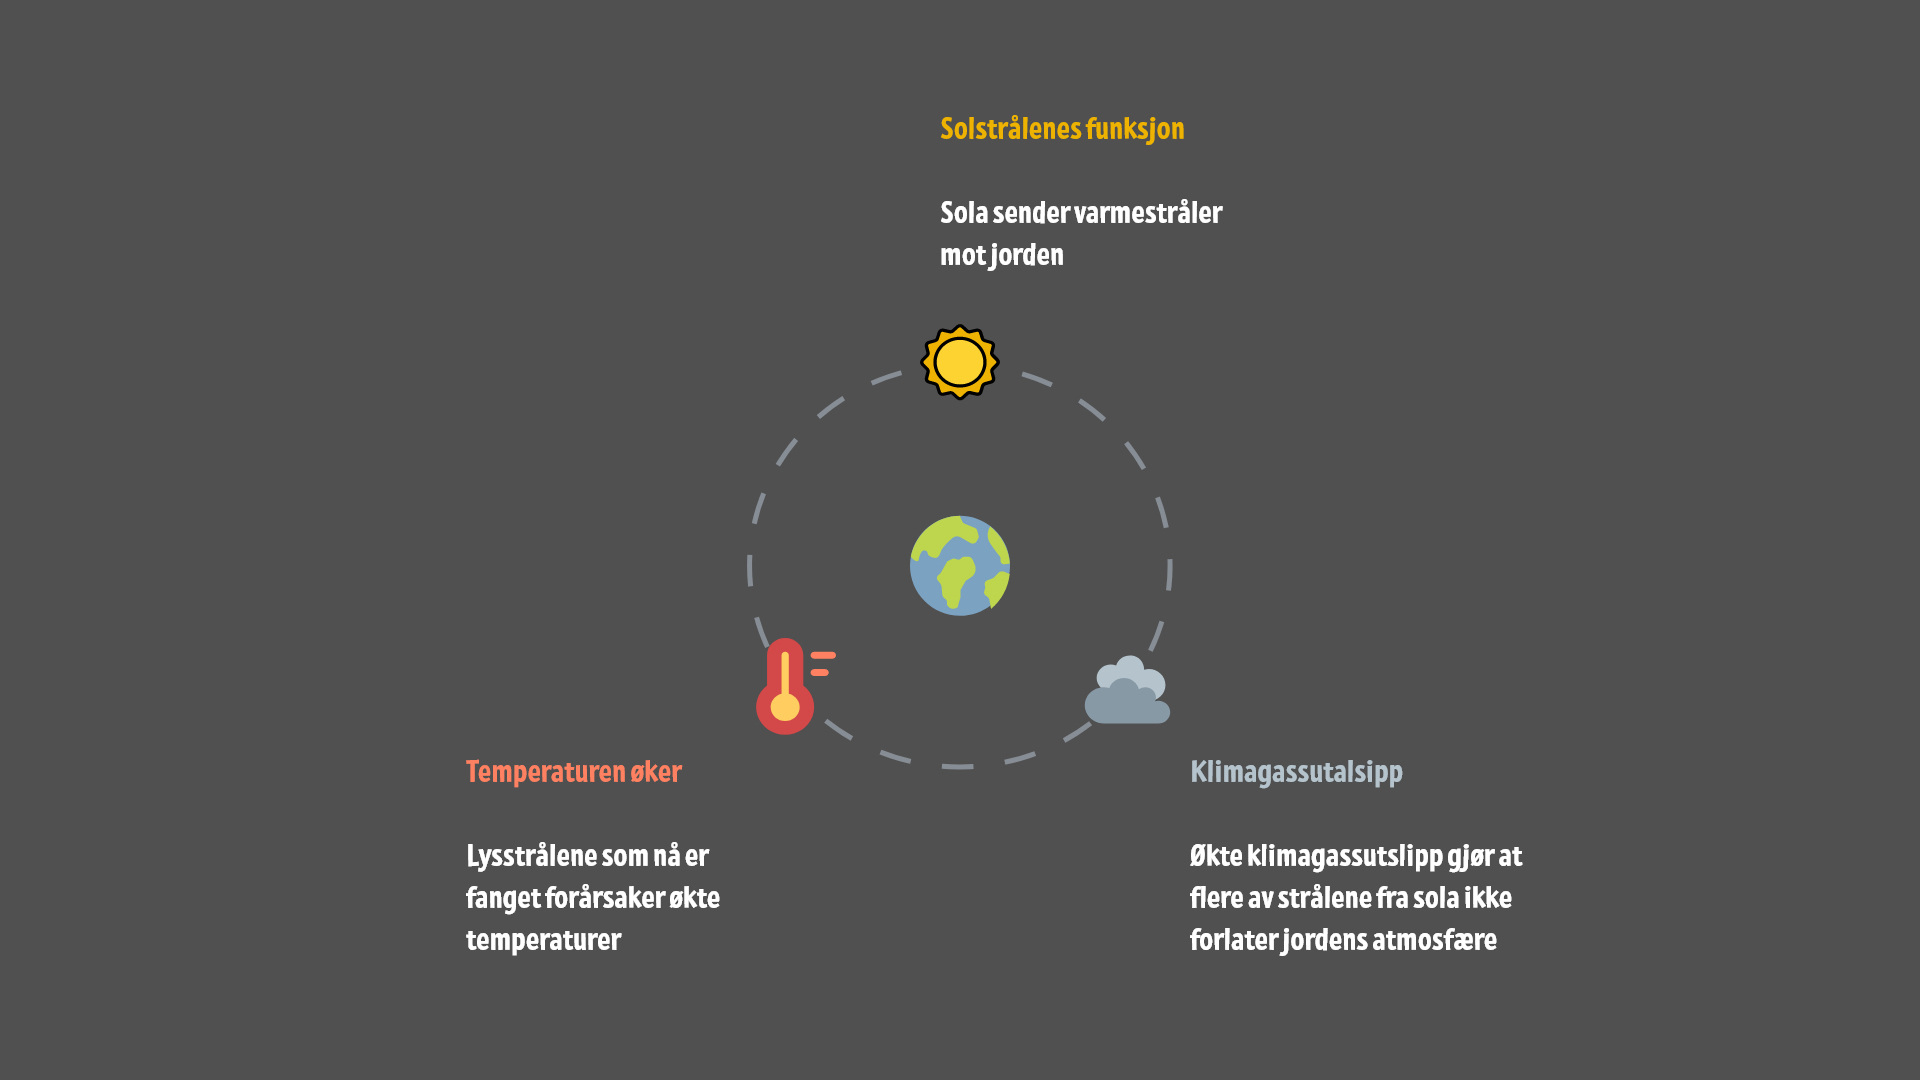 Solstrålenes funksjon
Sola sender varmestråler
mot jorden
Temperaturen øker
Lysstrålene som nå er
fanget forårsaker økte
temperaturer
Klimagassutalsipp
Økte klimagassutslipp gjør at
flere av strålene fra sola ikke
forlater jordens atmosfære